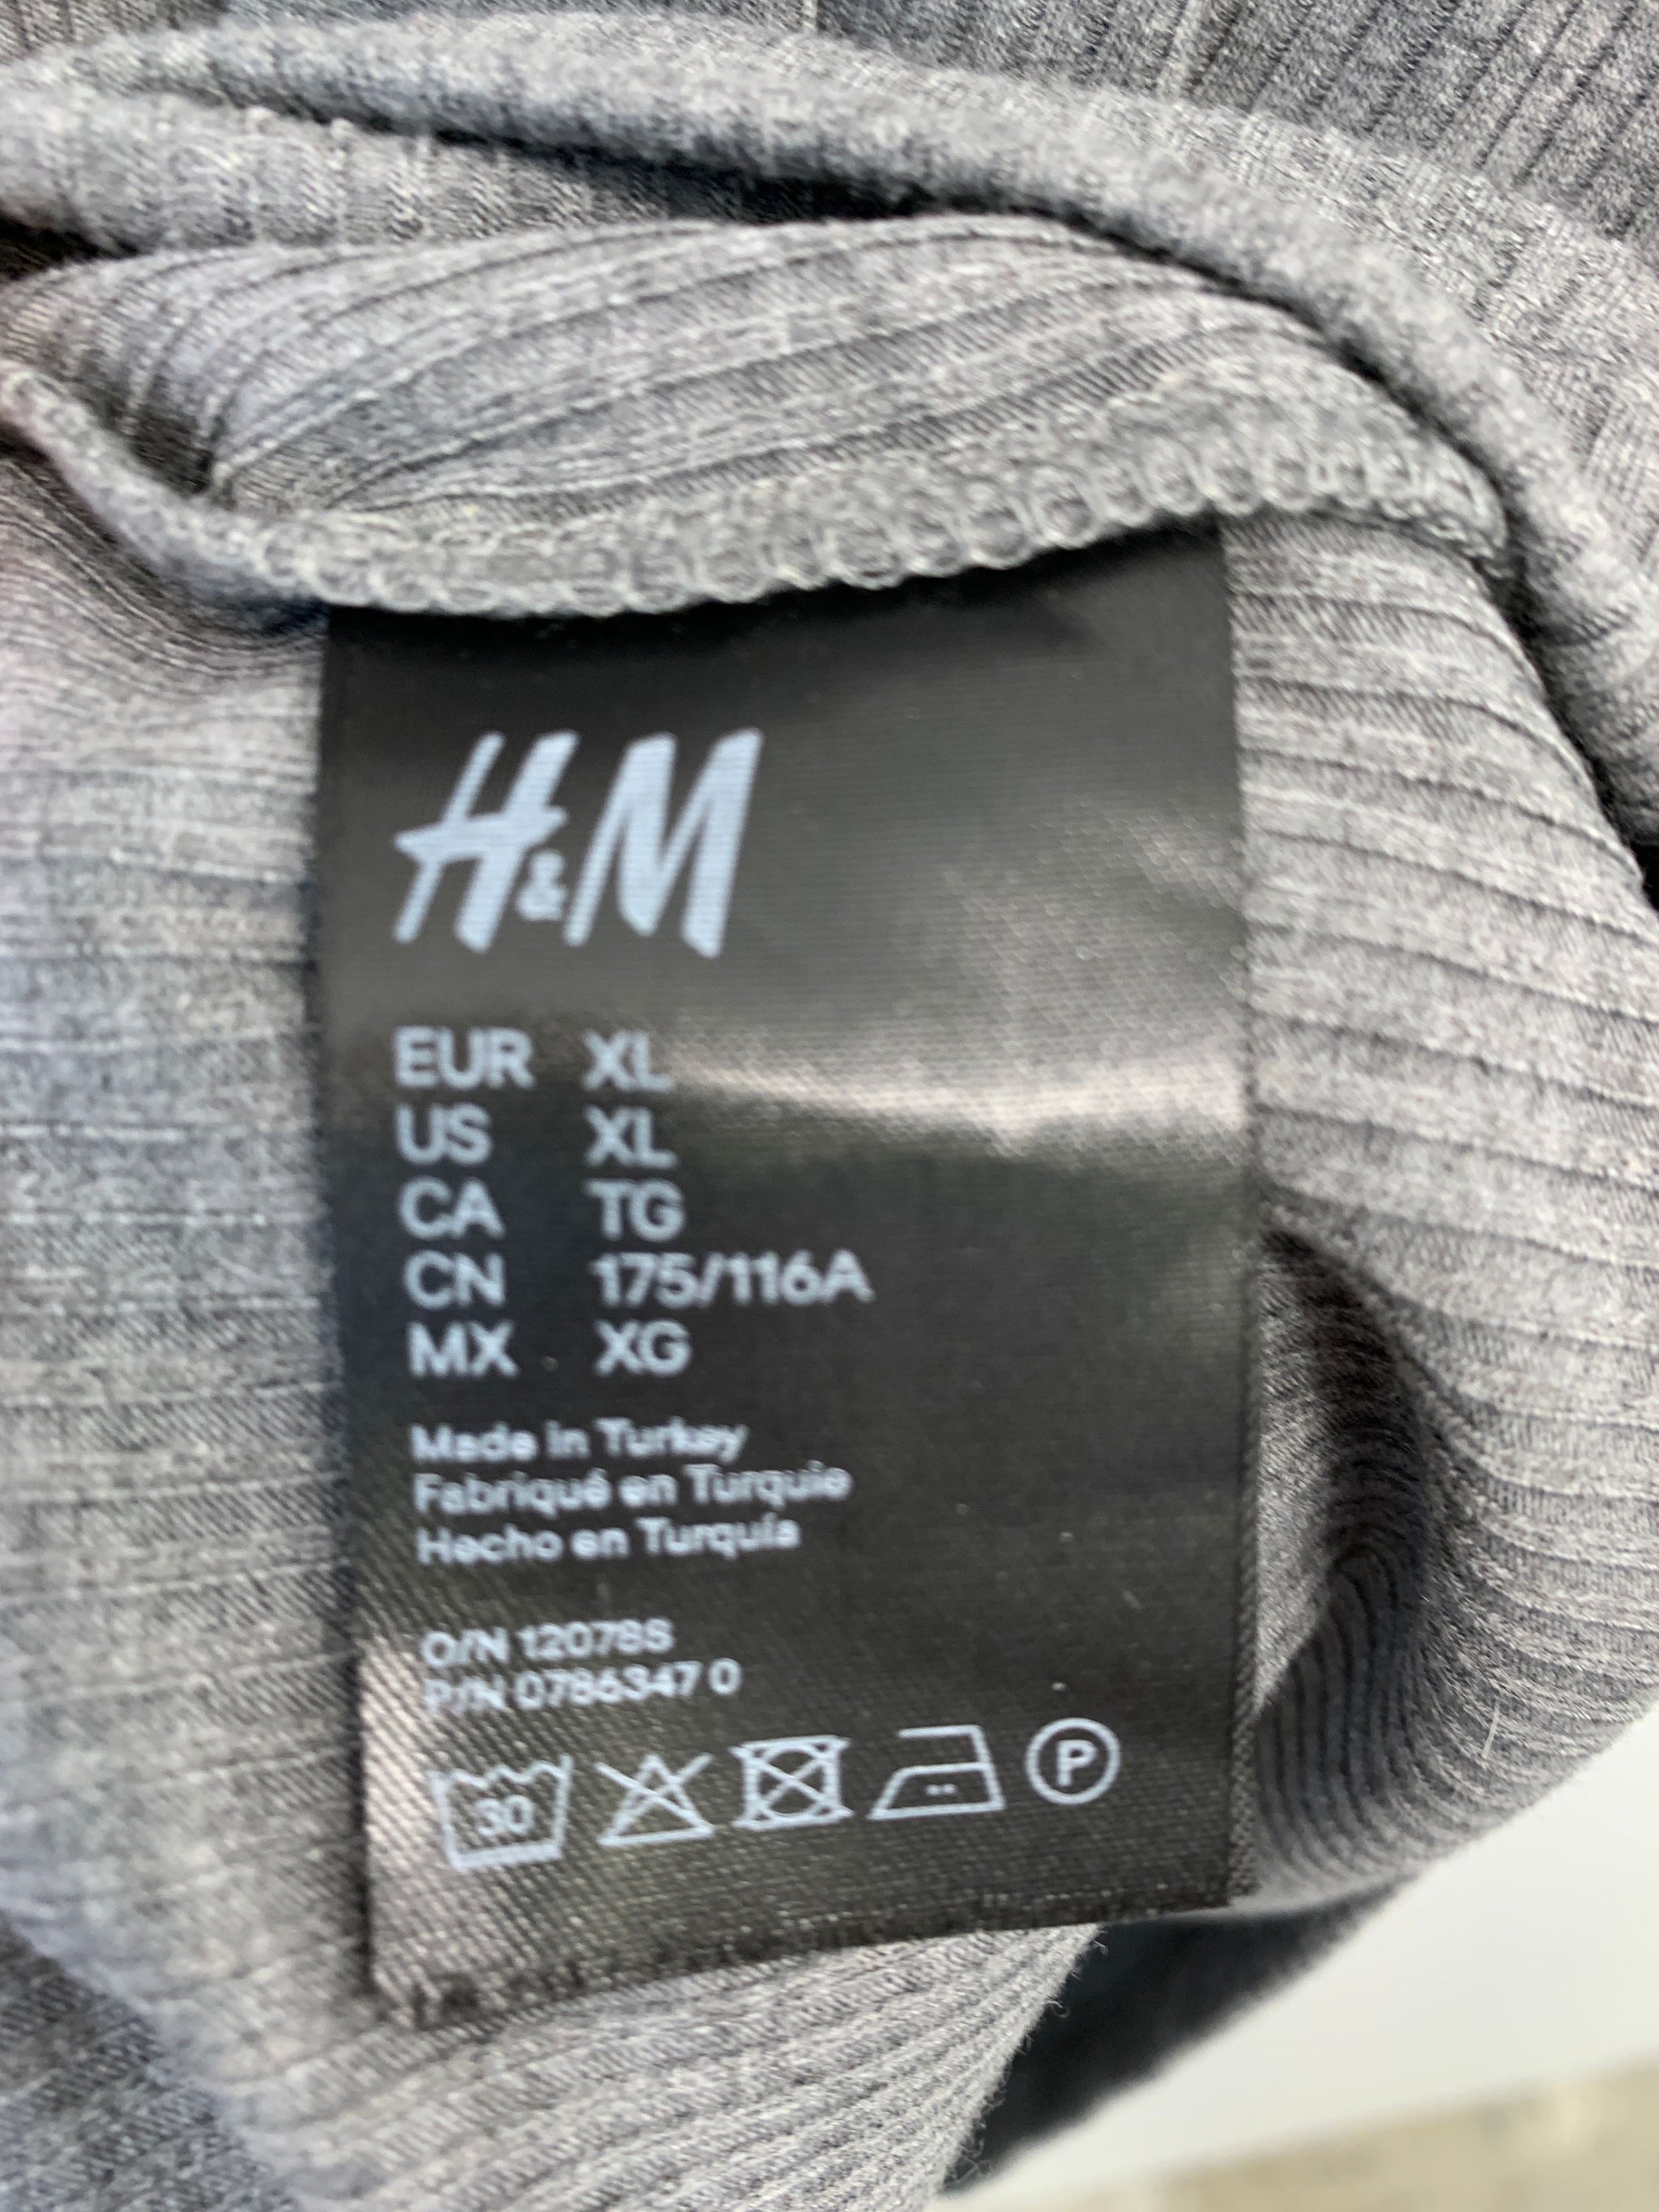 H&M
EUR XL
US XL
CA TG
CN 175/116A
MX XG
Made in Turkey
Fabriqué en Turquie
Hecho en Turquía
O/N 120788
P/N 0786347 0
30
P